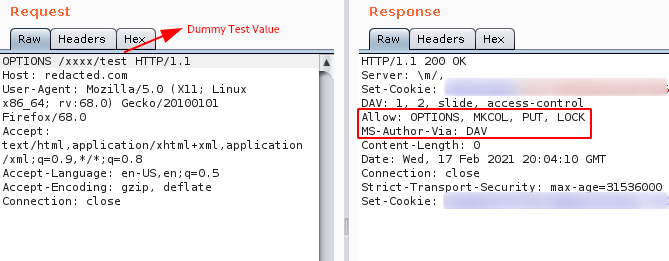 Request
Response
Raw
Headers
Hex
Dummy Test Value
Raw
Headers
Hex
OPTIONS /xxxx/test HTTP/1.1
Host: redacted.com
User-Agent: Mozilla/5.0 (X11; Linux
x86_64; rv:68.0) Gecko/20100101
Firefox/68.0
Accept:
text/html,application/xhtml+xml,application
/xml;q=0.9,*/*;q=0.8
Accept-Language: en-US,en;q=0.5
Accept-Encoding: gzip, deflate
Connection: close
HTTP/1.1 200 OK
Server: \m/,
Set-Cookie:
DAV: 1, 2, slide, access-control
Allow: OPTIONS, MKCOL, PUT, LOCK
MS-Author-Via: DAV
Content-Length: 0
Date: Wed, 17 Feb 2021 20:04:10 GMT
Connection: close
Strict-Transport-Security: max-age=31536000
Set-Cookie: